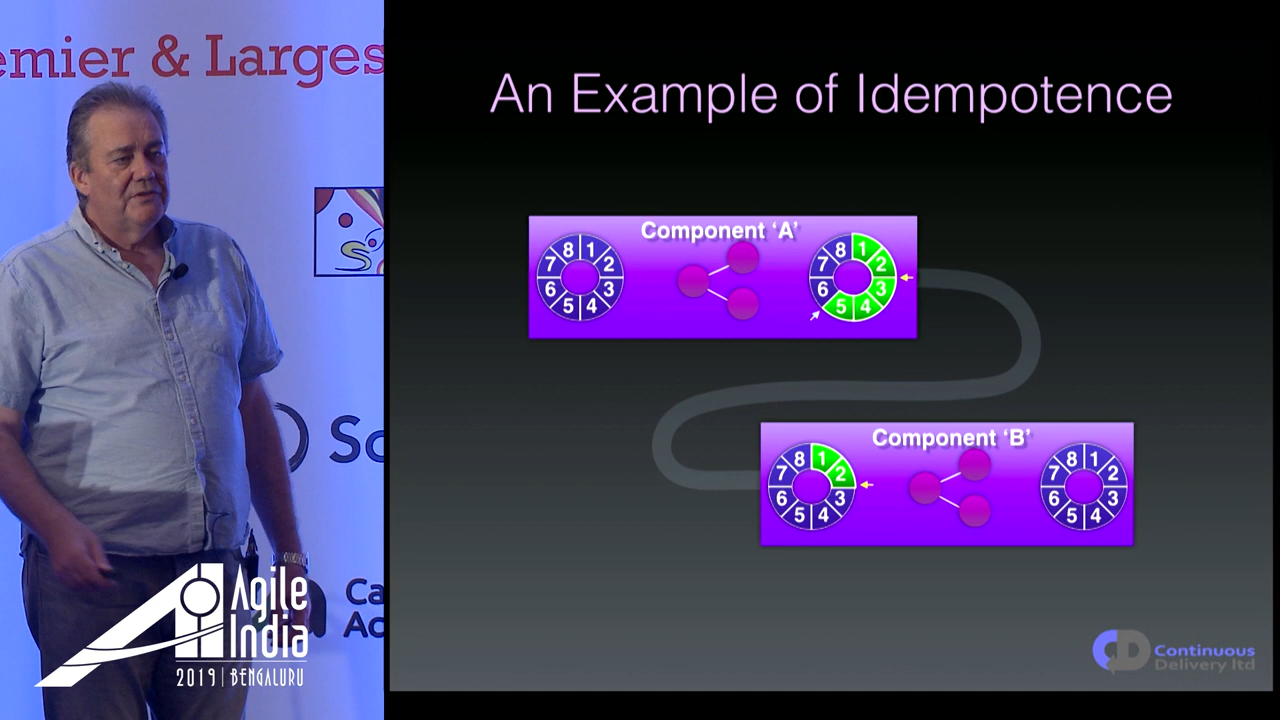 emier & Larges
So
Ca
Ac
Agile
India
2019 | BENGALURU
An Example of Idempotence
Component ‘A’
8 1 2 3 4 5 6 7
8 1 2 3 4 5 6 7
Component ‘B’
8 1 2 3 4 5 6 7
8 1 2 3 4 5 6 7
CD Continuous
Delivery ltd